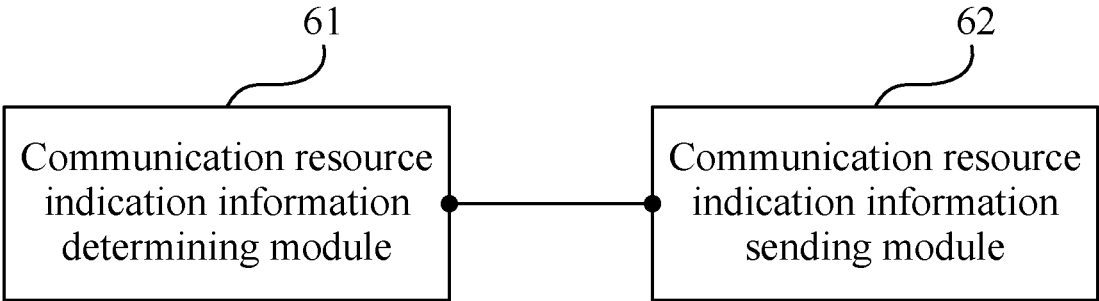 61
62
Communication resource
indication information
determining module
Communication resource
indication information
sending module